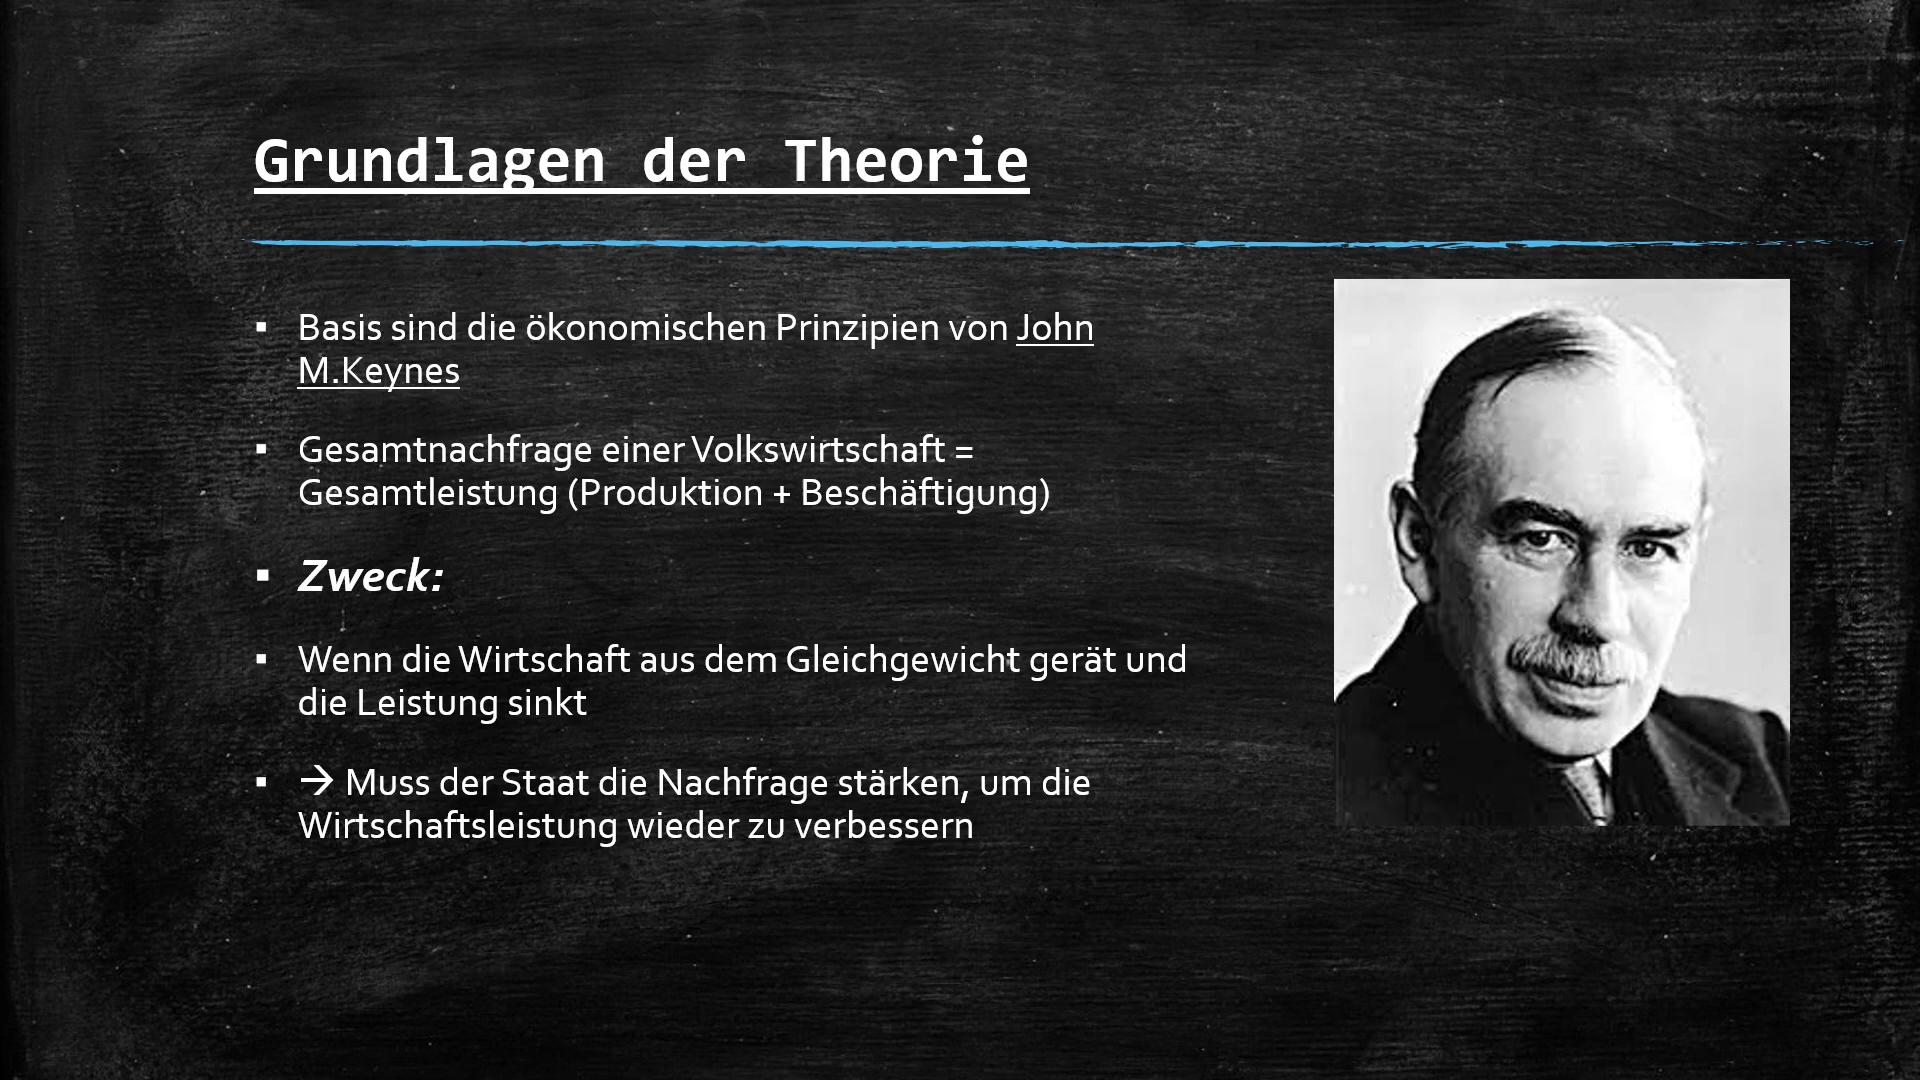 Grundlagen der Theorie
▪ Basis sind die ökonomischen Prinzipien von John
M.Keynes
▪ Gesamtnachfrage einer Volkswirtschaft =
Gesamtleistung (Produktion + Beschäftigung)
▪ Zweck:
▪ Wenn die Wirtschaft aus dem Gleichgewicht gerät und
die Leistung sinkt
▪ → Muss der Staat die Nachfrage stärken, um die
Wirtschaftsleistung wieder zu verbessern